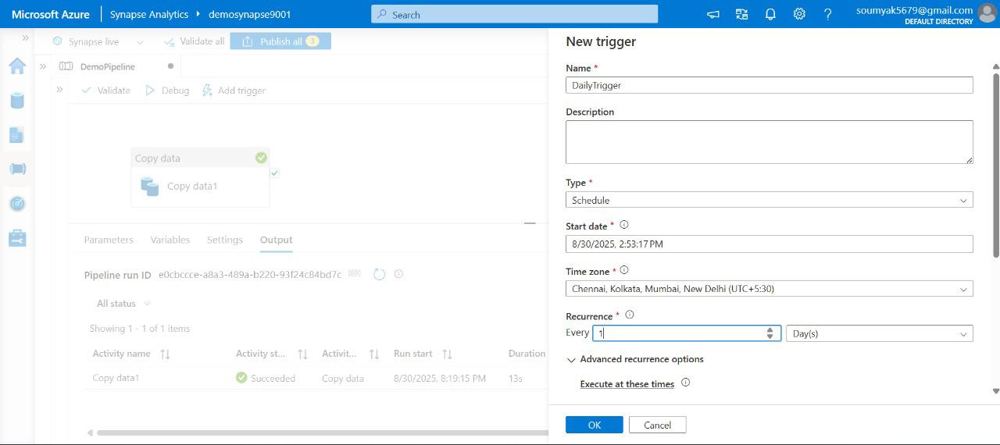 Microsoft Azure
Synapse Analytics
demosynapse9001
Search
soumyak5679@gmail.com
DEFAULT DIRECTORY
Synapse live
Validate all
Publish all 3
DemoPipeline
Validate
Debug
Add trigger
Copy data
Copy data1
Parameters
Variables
Settings
Output
Pipeline run ID e0cbccce-a8a3-489a-b220-93f24c84bd7c
All status
Showing 1 - 1 of 1 items
Activity name
Activity st...
Activit...
Run start
Duration
Copy data1
Succeeded
Copy data
8/30/2025, 8:19:15 PM
13s
New trigger
Name *
DailyTrigger
Description
Type *
Schedule
Start date *
8/30/2025, 2:53:17 PM
Time zone *
Chennai, Kolkata, Mumbai, New Delhi (UTC+5:30)
Recurrence *
Every 1 Day(s)
Advanced recurrence options
Execute at these times
OK
Cancel